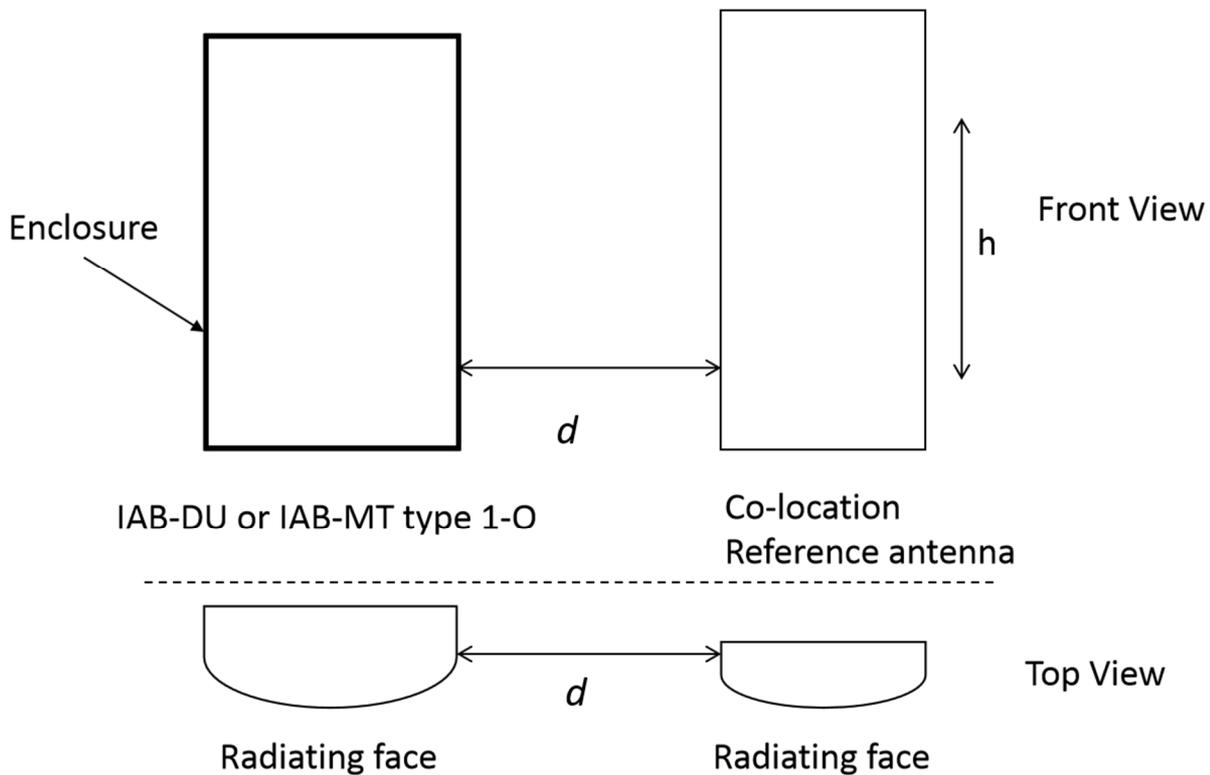 Enclosure
Front View
h
d
IAB-DU or IAB-MT type 1-O
Co-location
Reference antenna
d
Top View
Radiating face
Radiating face